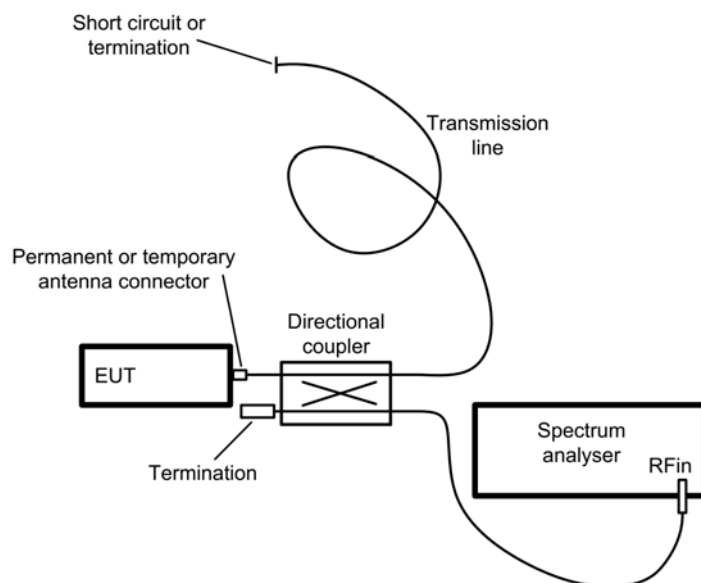 Short circuit or
termination
Transmission
line
Permanent or temporary
antenna connector
Directional
coupler
EUT
Termination
Spectrum
analyser
RFin